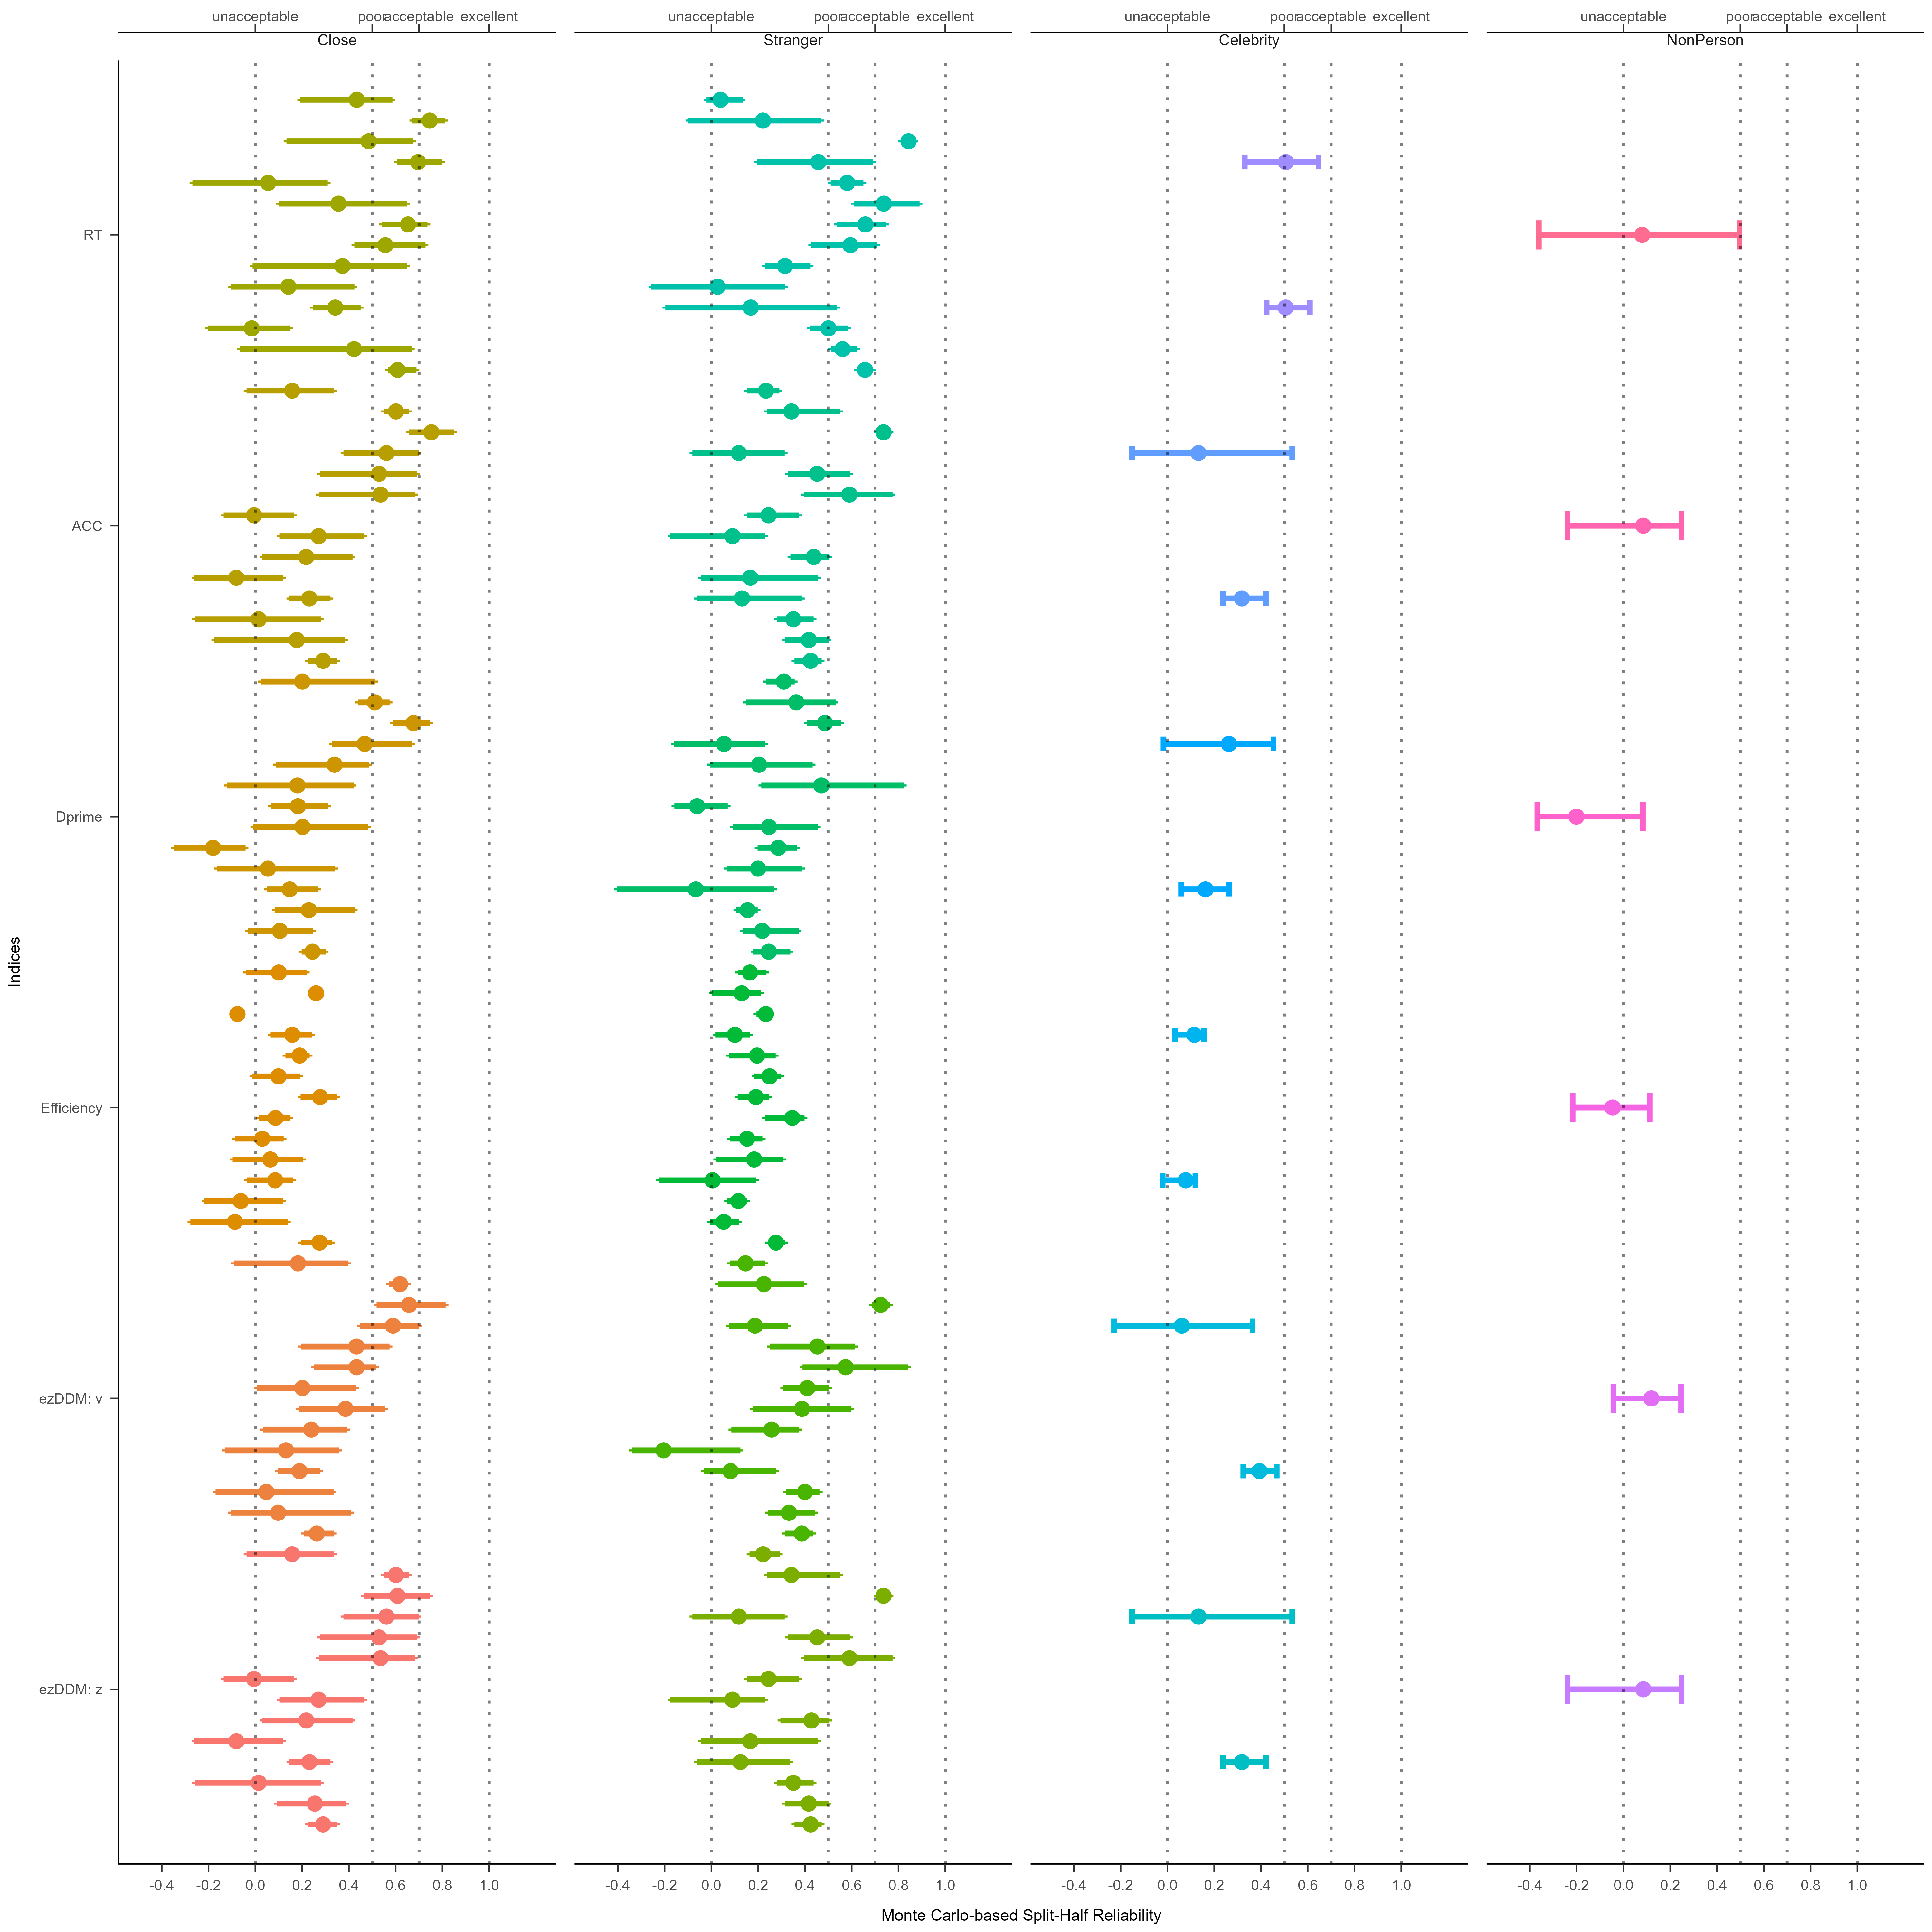 unacceptable poor acceptable excellent unacceptable poor acceptable excellent unacceptable poor acceptable excellent unacceptable poor acceptable excellent
Close Stranger Celebrity NonPerson
RT
ACC
Dprime
Efficiency
ezDDM: v
ezDDM: z
Indices
-0.4 -0.2 0.0 0.2 0.4 0.6 0.8 1.0 -0.4 -0.2 0.0 0.2 0.4 0.6 0.8 1.0 -0.4 -0.2 0.0 0.2 0.4 0.6 0.8 1.0 -0.4 -0.2 0.0 0.2 0.4 0.6 0.8 1.0
Monte Carlo-based Split-Half Reliability